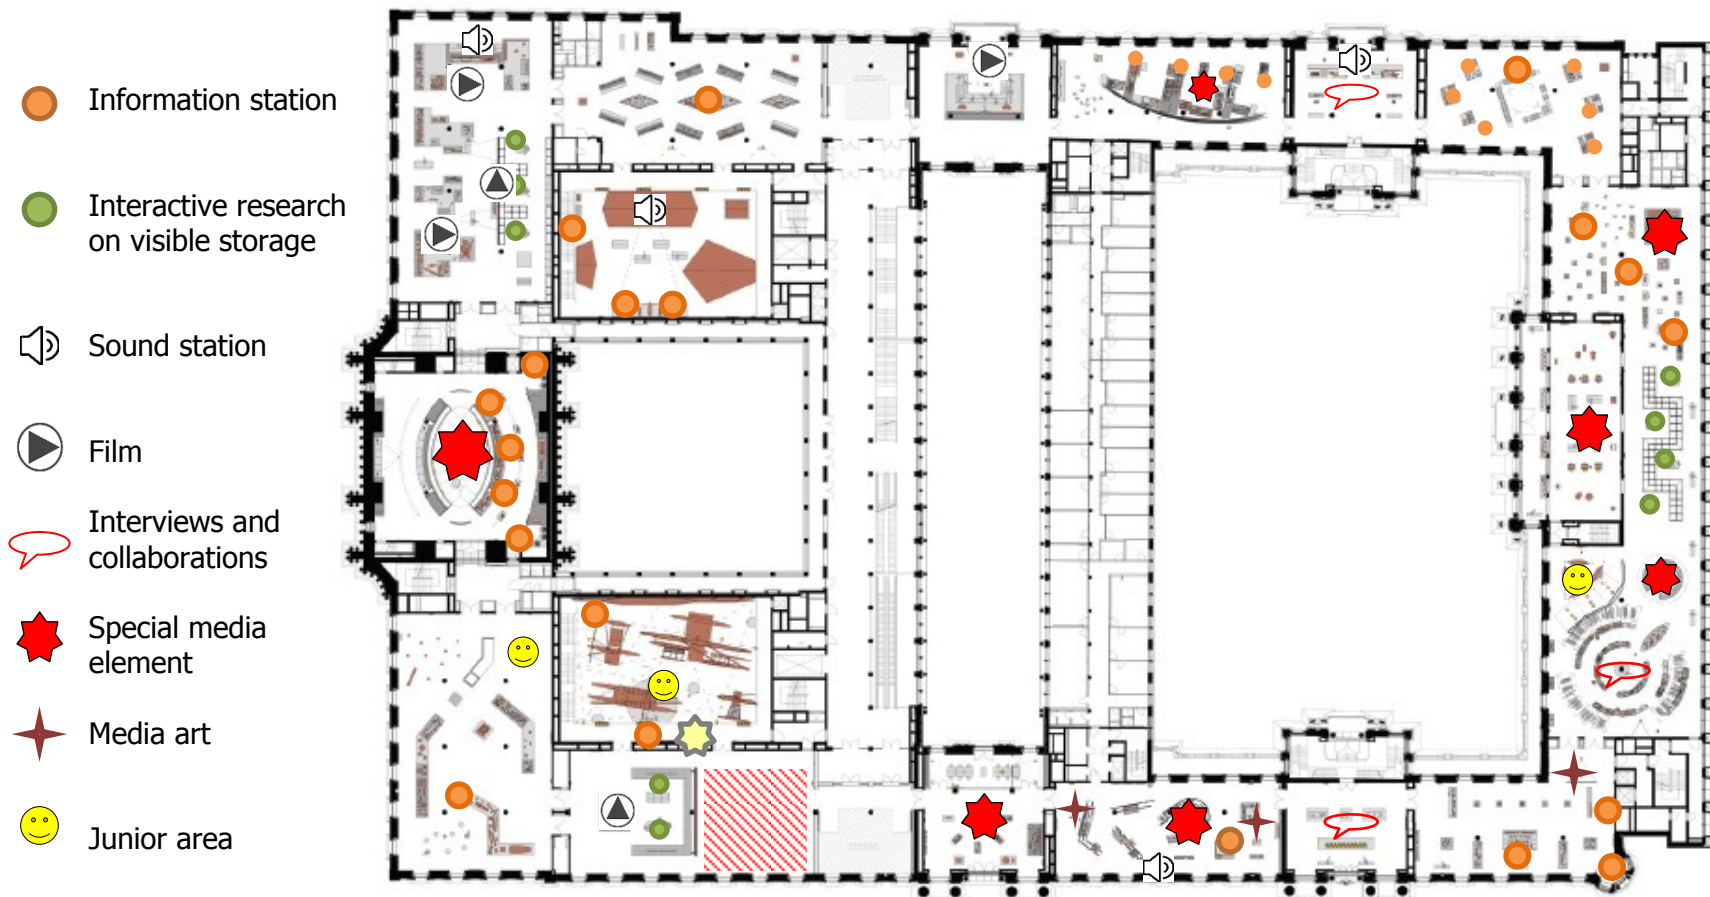 Information station
Interactive research
on visible storage
Sound station
Film
Interviews and
collaborations
Special media
element
Media art
Junior area